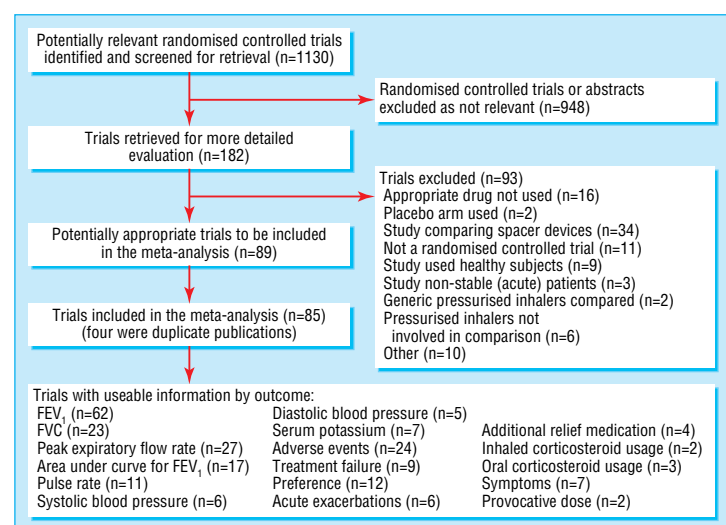 Potentially relevant randomised controlled trials
identified and screened for retrieval (n=1130)
Randomised controlled trials or abstracts
excluded as not relevant (n=948)
Trials retrieved for more detailed
evaluation (n=182)
Trials excluded (n=93)
Appropriate drug not used (n=16)
Placebo arm used (n=2)
Study comparing spacer devices (n=34)
Not a randomised controlled trial (n=11)
Study used healthy subjects (n=9)
Study non-stable (acute) patients (n=3)
Generic pressurised inhalers compared (n=2)
Pressurised inhalers not
involved in comparison (n=6)
Other (n=10)
Potentially appropriate trials to be included
in the meta-analysis (n=89)
Trials included in the meta-analysis (n=85)
(four were duplicate publications)
Trials with useable information by outcome:
FEV₁ (n=62)
FVC (n=23)
Peak expiratory flow rate (n=27)
Area under curve for FEV₁ (n=17)
Pulse rate (n=11)
Systolic blood pressure (n=6)
Diastolic blood pressure (n=5)
Serum potassium (n=7)
Adverse events (n=24)
Treatment failure (n=9)
Preference (n=12)
Acute exacerbations (n=6)
Additional relief medication (n=4)
Inhaled corticosteroid usage (n=2)
Oral corticosteroid usage (n=3)
Symptoms (n=7)
Provocative dose (n=2)